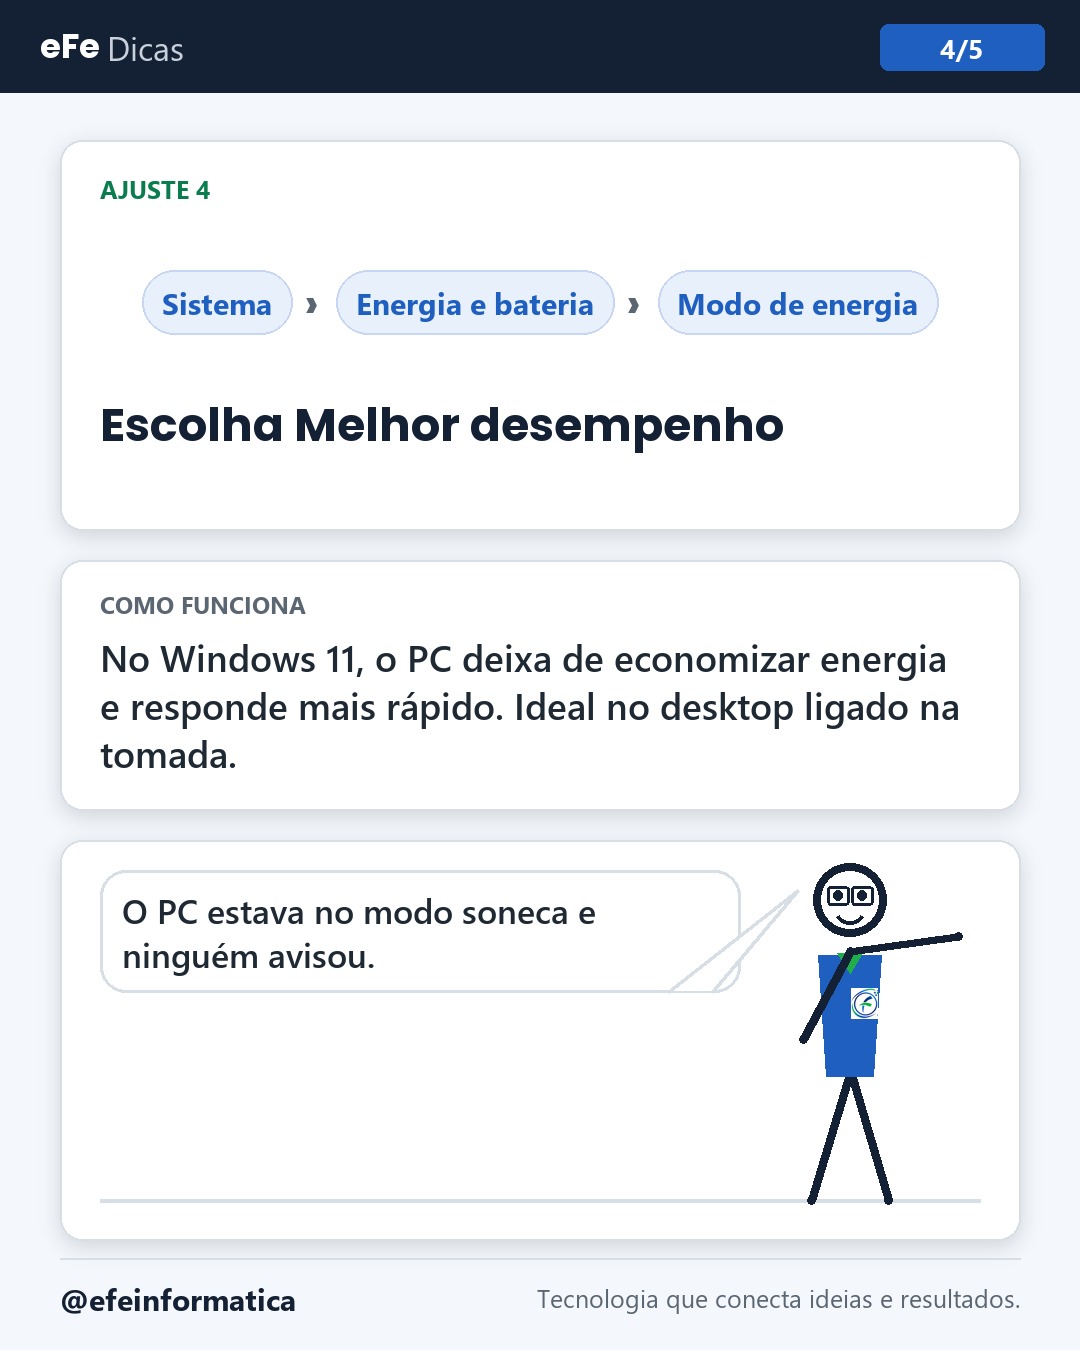 eFe Dicas
4/5
AJUSTE 4
Sistema › Energia e bateria › Modo de energia
Escolha Melhor desempenho
COMO FUNCIONA
No Windows 11, o PC deixa de economizar energia
e responde mais rápido. Ideal no desktop ligado na
tomada.
O PC estava no modo soneca e
ninguém avisou.
@efeinformatica
Tecnologia que conecta ideias e resultados.